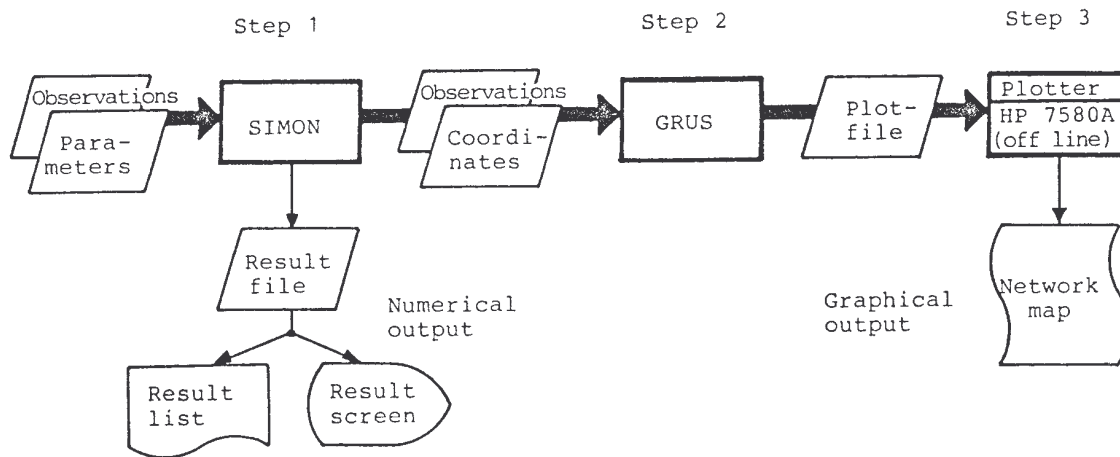 Step 1
Step 2
Step 3
Observations
Para-
meters
SIMON
Observations
Coordi-
nates
GRUS
Plot-
file
Plotter
HP 7580A
(off line)
Result
file
Numerical
output
Result
list
Result
screen
Graphical
output
Network
map